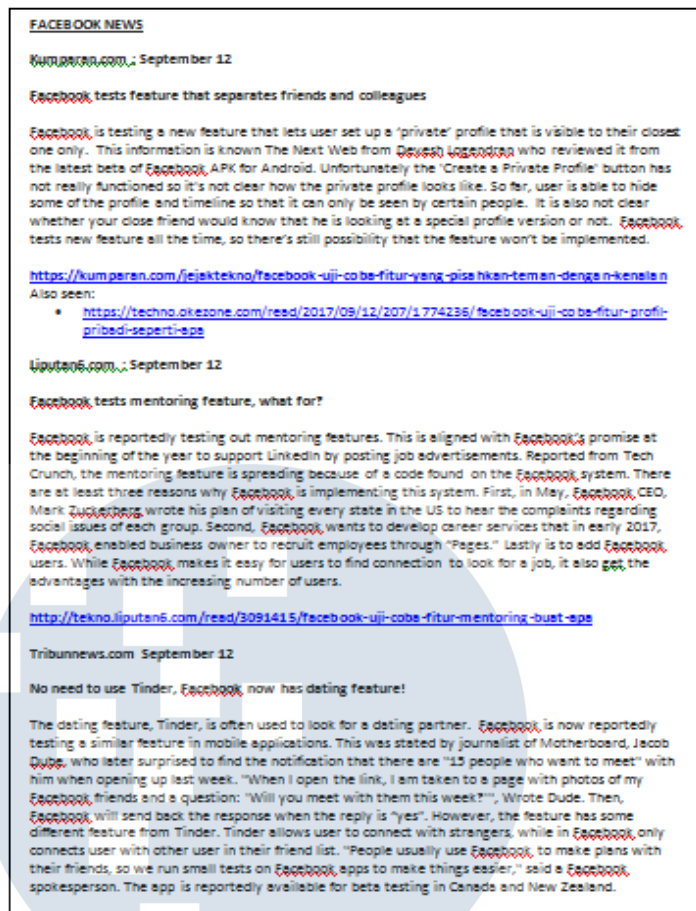 FACEBOOK NEWS
Kumparan.com ; September 12
Facebook tests feature that separates friends and colleagues
Facebook is testing a new feature that lets user set up a 'private' profile that is visible to their closest
one only. This information is known The Next Web from Devesh Logendran who reviewed it from
the latest beta of Facebook APK for Android. Unfortunately the 'Create a Private Profile' button has
not really functioned so it's not clear how the private profile looks like. So far, user is able to hide
some of the profile and timeline so that it can only be seen by certain people. It is also not clear
whether your close friend would know that he is looking at a special profile version or not. Facebook
tests new feature all the time, so there's still possibility that the feature won't be implemented.
https://kumparan.com/jejaktekno/facebook-uji-coba-fitur-yang-pisahkan-teman-dengan-kenalan
Also seen:
• https://techno.okezone.com/read/2017/09/12/207/1774236/facebook-uji-coba-fitur-profil-
pribadi-seperti-apa
Liputan6.com ; September 12
Facebook tests mentoring feature, what for?
Facebook is reportedly testing out mentoring features. This is aligned with Facebook's promise at
the beginning of the year to support LinkedIn by posting job advertisements. Reported from Tech
Crunch, the mentoring feature is spreading because of a code found on the Facebook system. There
are at least three reasons why Facebook is implementing this system. First, in May, Facebook CEO,
Mark Zuckerberg wrote his plan of visiting every state in the US to hear the complaints regarding
social issues of each group. Second, Facebook wants to develop career services that in early 2017,
Facebook enabled business owner to recruit employees through "Pages." Lastly is to add Facebook
users. While Facebook makes it easy for users to find connection to look for a job, it also get the
advantages with the increasing number of users.
http://tekno.liputan6.com/read/3091415/facebook-uji-coba-fitur-mentoring-buat-apa
Tribunnews.com September 12
No need to use Tinder, Facebook now has dating feature!
The dating feature, Tinder, is often used to look for a dating partner. Facebook is now reportedly
testing a similar feature in mobile applications. This was stated by journalist of Motherboard, Jacob
Dube, who later surprised to find the notification that there are "15 people who want to meet" with
him when opening up last week. "When I open the link, I am taken to a page with photos of my
Facebook friends and a question: "Will you meet with them this week?"", Wrote Dude. Then,
Facebook will send back the response when the reply is "yes". However, the feature has some
different feature from Tinder. Tinder allows user to connect with strangers, while in Facebook only
connects user with other user in their friend list. "People usually use Facebook to make plans with
their friends, so we run small tests on Facebook apps to make things easier," said a Facebook
spokesperson. The app is reportedly available for beta testing in Canada and New Zealand.